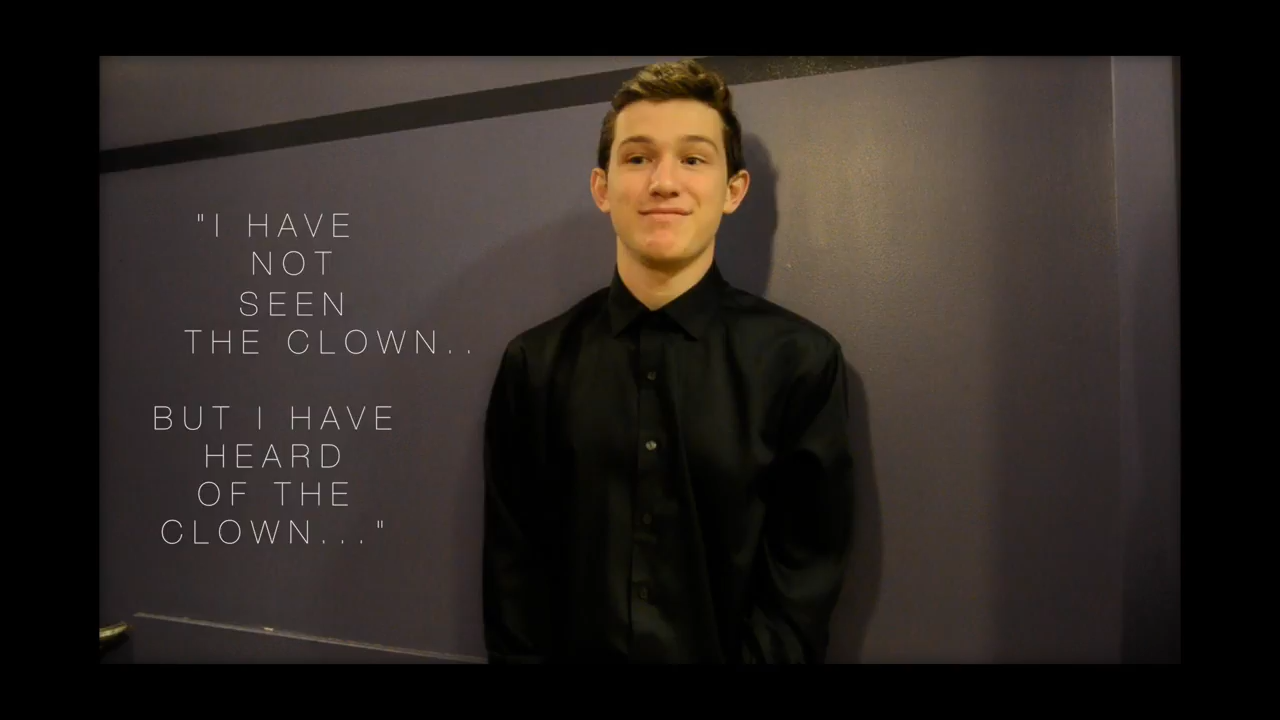 "I HAVE
NOT
SEEN
THE CLOWN..
BUT I HAVE
HEARD
OF THE
CLOWN..."